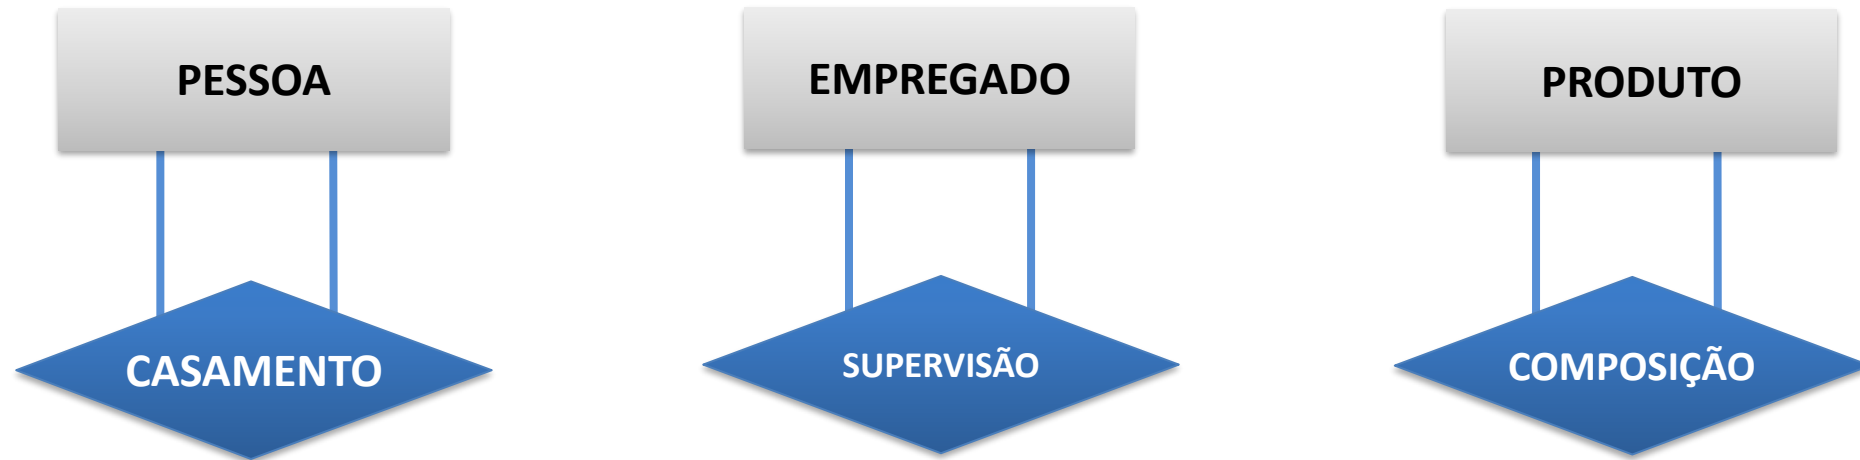 PESSOA
EMPREGADO
PRODUTO
CASAMENTO
SUPERVISÃO
COMPOSIÇÃO